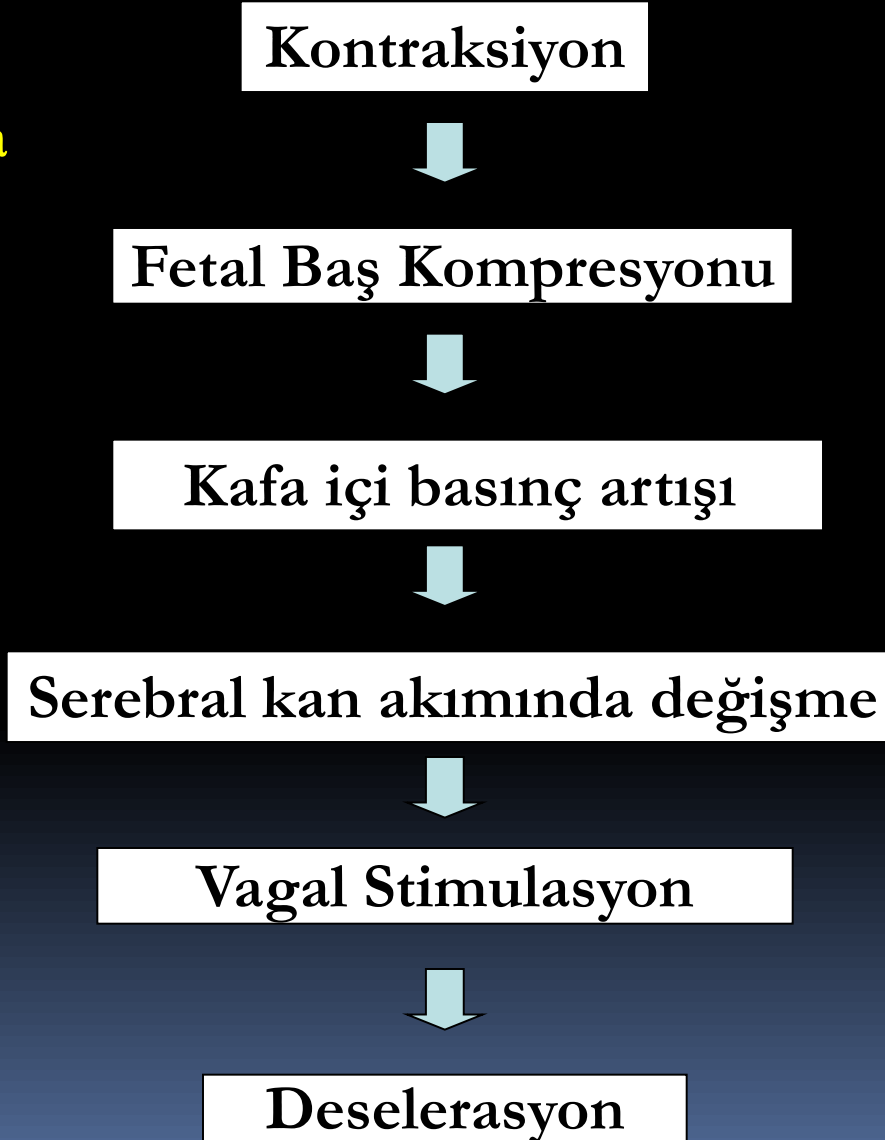 Kontraksiyon
Fetal Baş Kompresyonu
Kafa içi basınç artışı
Serebral kan akımında değişme
Vagal Stimulasyon
Deselerasyon